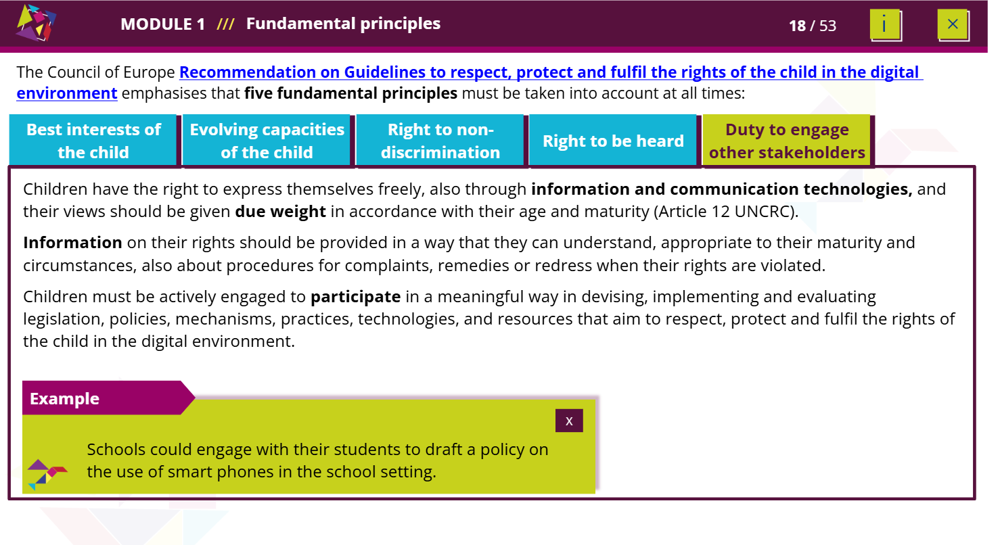 MODULE 1 /// Fundamental principles
18 / 53
i
×
The Council of Europe Recommendation on Guidelines to respect, protect and fulfil the rights of the child in the digital
environment emphasises that five fundamental principles must be taken into account at all times:
Best interests of
the child
Evolving capacities
of the child
Right to non-
discrimination
Right to be heard
Duty to engage
other stakeholders
Children have the right to express themselves freely, also through information and communication technologies, and
their views should be given due weight in accordance with their age and maturity (Article 12 UNCRC).
Information on their rights should be provided in a way that they can understand, appropriate to their maturity and
circumstances, also about procedures for complaints, remedies or redress when their rights are violated.
Children must be actively engaged to participate in a meaningful way in devising, implementing and evaluating
legislation, policies, mechanisms, practices, technologies, and resources that aim to respect, protect and fulfil the rights of
the child in the digital environment.
Example
x
Schools could engage with their students to draft a policy on
the use of smart phones in the school setting.